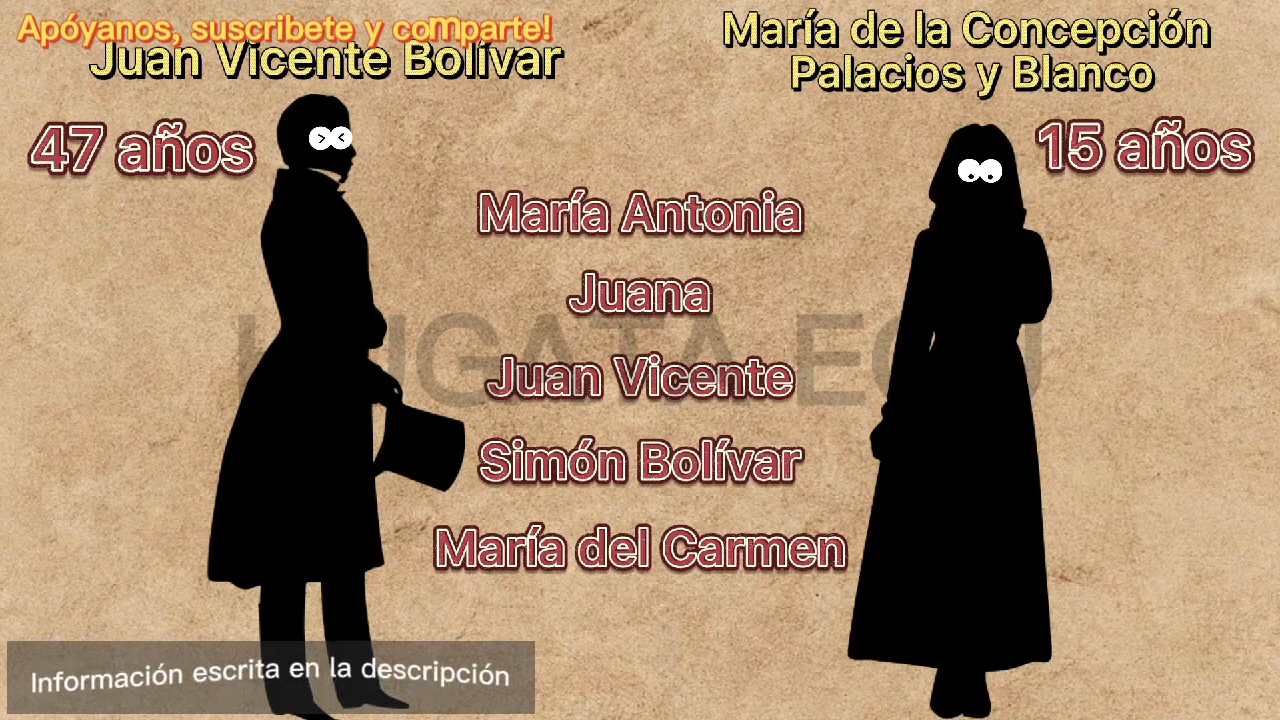 Apóyanos, suscribete y comparte!
Juan Vicente Bolívar
María de la Concepción
Palacios y Blanco
47 años
15 años
María Antonia
Juana
Juan Vicente
Simón Bolívar
María del Carmen
Información escrita en la descripción